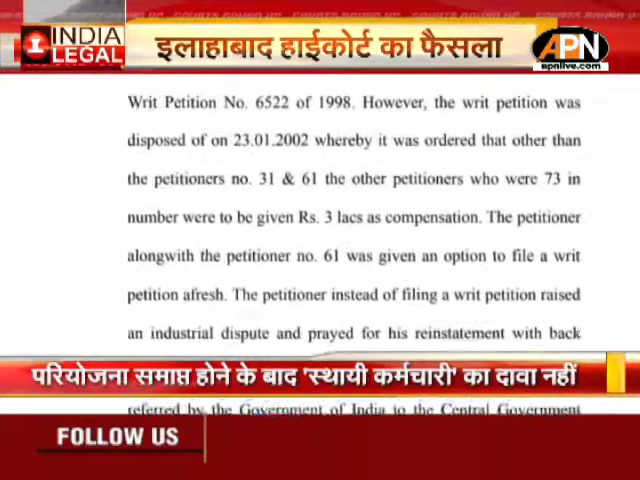 INDIA
LEGAL
इलाहाबाद हाईकोर्ट का फैसला
APN
apnlive.com
Writ Petition No. 6522 of 1998. However, the writ petition was
disposed of on 23.01.2002 whereby it was ordered that other than
the petitioners no. 31 & 61 the other petitioners who were 73 in
number were to be given Rs. 3 lacs as compensation. The petitioner
alongwith the petitioner no. 61 was given an option to file a writ
petition afresh. The petitioner instead of filing a writ petition raised
an industrial dispute and prayed for his reinstatement with back
परियोजना समाप्त होने के बाद 'स्थायी कर्मचारी' का दावा नहीं
referred by the Government of India to the Central Government
FOLLOW US